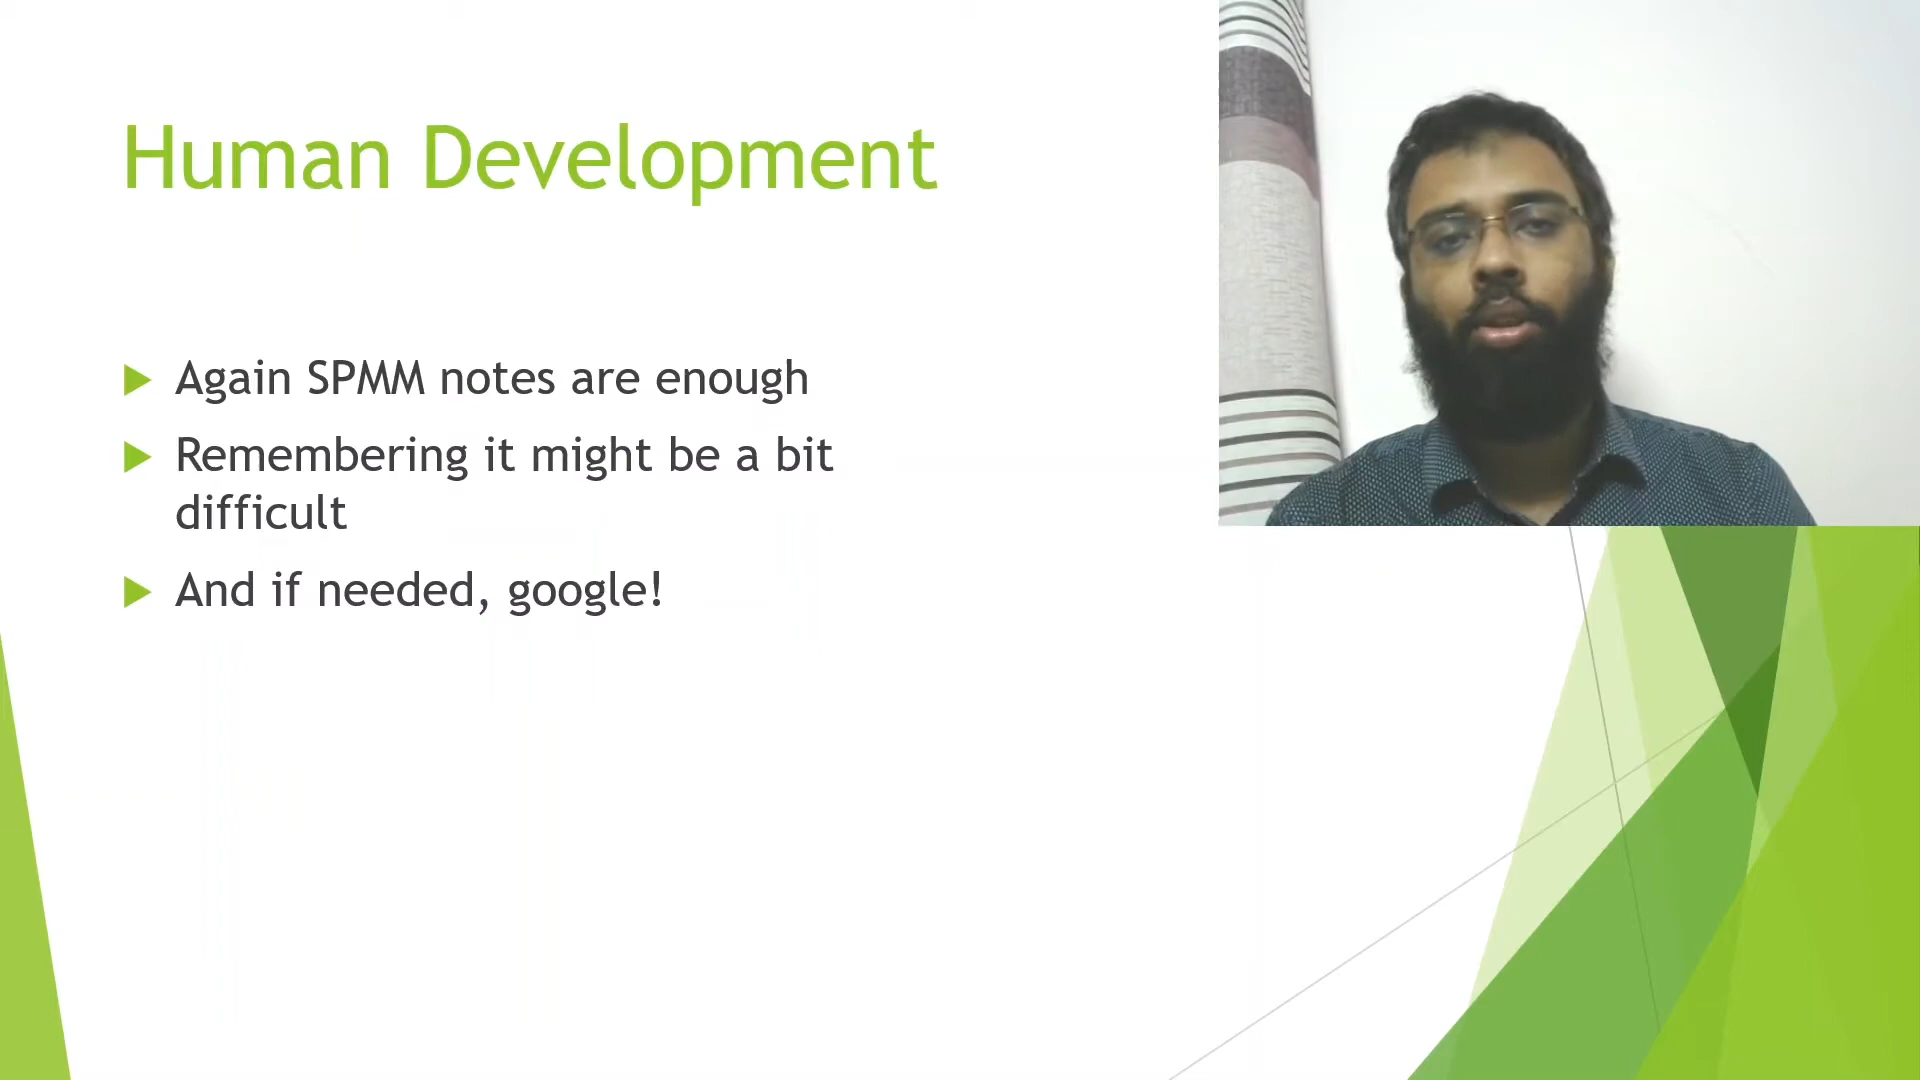 Human Development
Again SPMM notes are enough
Remembering it might be a bit
difficult
And if needed, google!